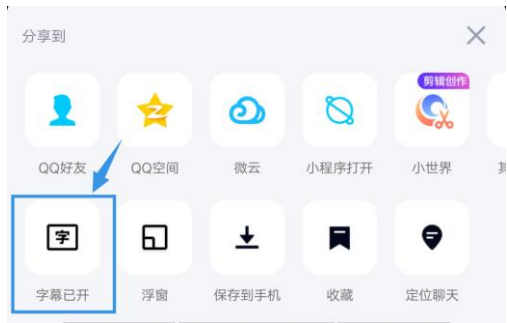 分享到
剪辑创作
QQ好友
QQ空间
微云
小程序打开
小世界
字
字幕已开
浮窗
保存到手机
收藏
定位聊天